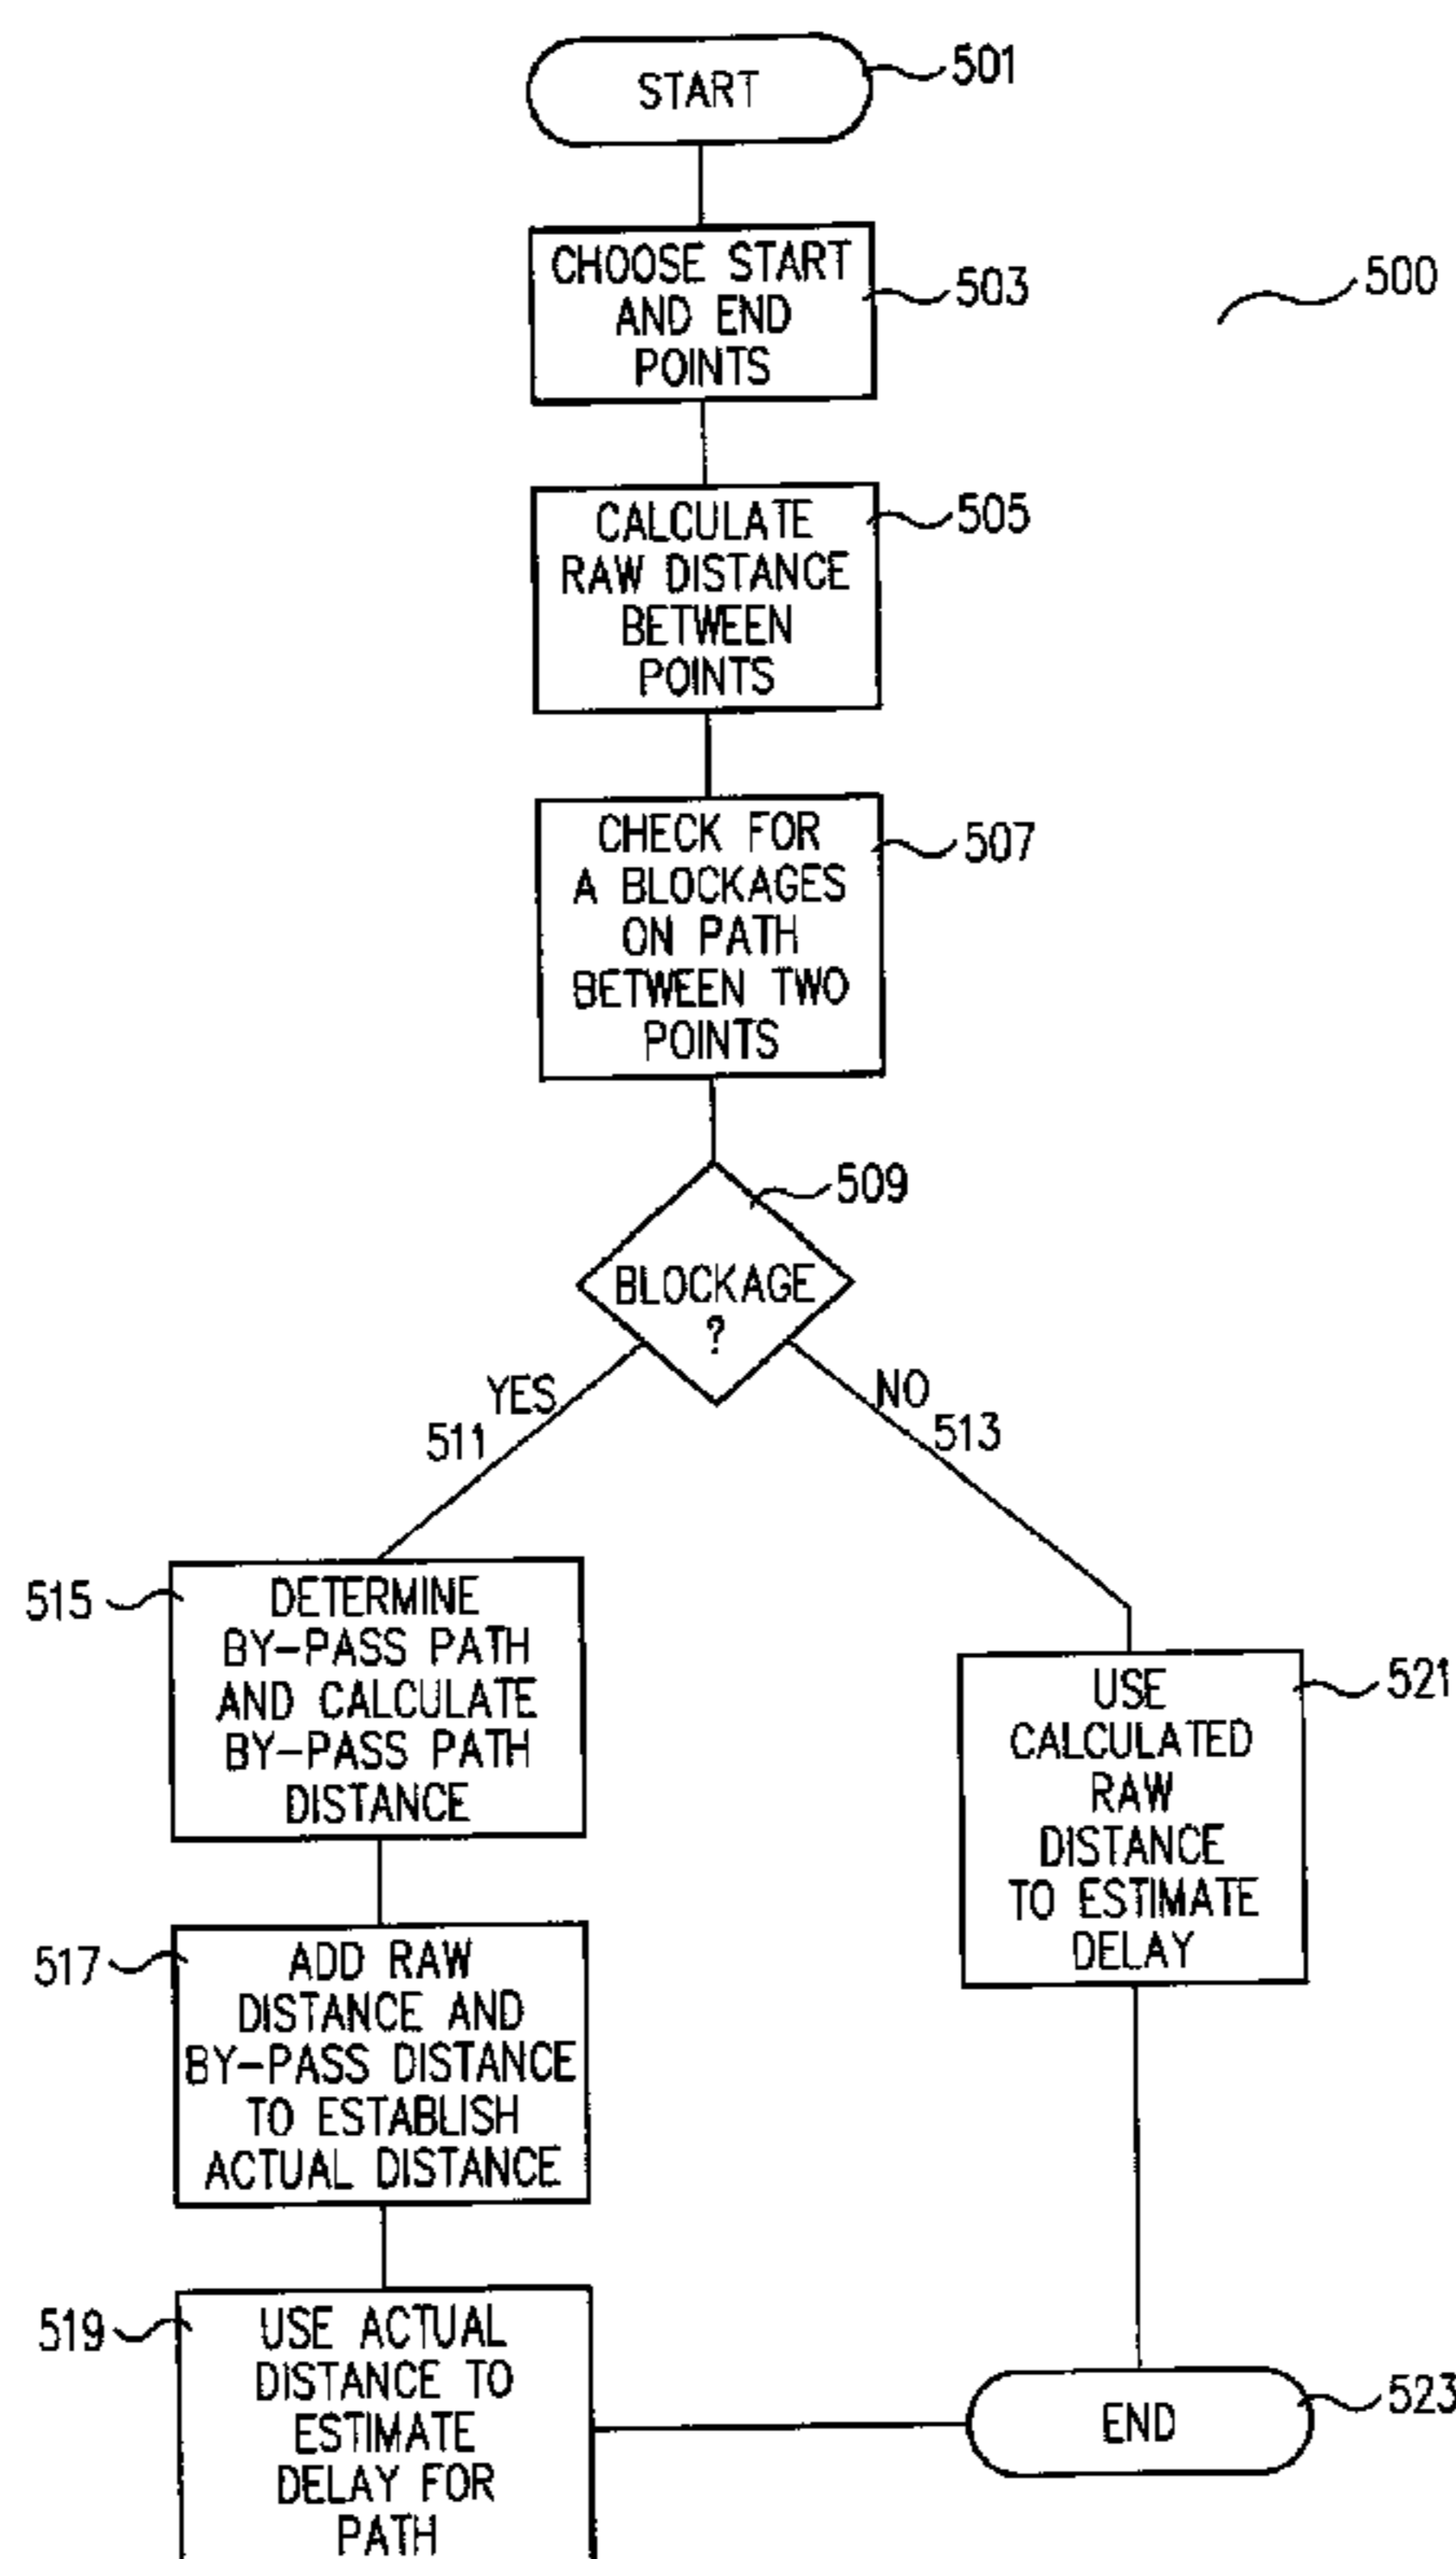 START
501
CHOOSE START
AND END
POINTS
503
500
CALCULATE
RAW DISTANCE
BETWEEN
POINTS
505
CHECK FOR
A BLOCKAGES
ON PATH
BETWEEN TWO
POINTS
507
BLOCKAGE
?
509
YES
511
NO
513
515
DETERMINE
BY-PASS PATH
AND CALCULATE
BY-PASS PATH
DISTANCE
517
ADD RAW
DISTANCE AND
BY-PASS DISTANCE
TO ESTABLISH
ACTUAL DISTANCE
519
USE ACTUAL
DISTANCE TO
ESTIMATE
DELAY FOR
PATH
USE
CALCULATED
RAW
DISTANCE
TO ESTIMATE
DELAY
521
END
523